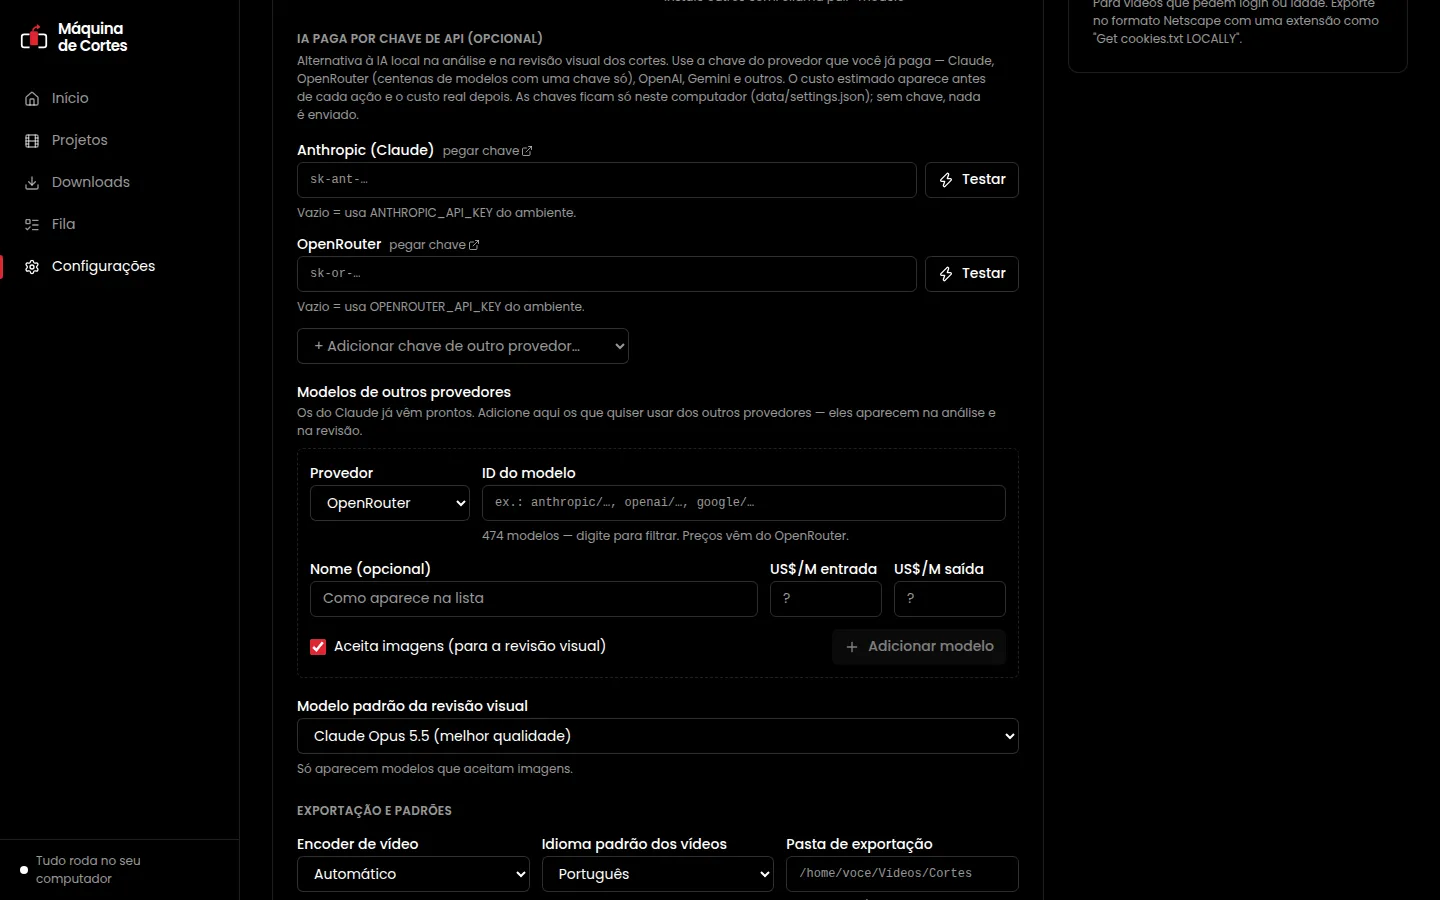 Máquina
de Cortes
Início
Projetos
Downloads
Fila
Configurações
Tudo roda no seu
computador
IA PAGA POR CHAVE DE API (OPCIONAL)
Alternativa à IA local na análise e na revisão visual dos cortes. Use a chave do provedor que você já paga — Claude,
OpenRouter (centenas de modelos com uma chave só), OpenAI, Gemini e outros. O custo estimado aparece antes
de cada ação e o custo real depois. As chaves ficam só neste computador (data/settings.json); sem chave, nada
é enviado.
Anthropic (Claude) pegar chave
sk-ant-…
Testar
Vazio = usa ANTHROPIC_API_KEY do ambiente.
OpenRouter pegar chave
sk-or-…
Testar
Vazio = usa OPENROUTER_API_KEY do ambiente.
+ Adicionar chave de outro provedor…
Modelos de outros provedores
Os do Claude já vêm prontos. Adicione aqui os que quiser usar dos outros provedores — eles aparecem na análise e
na revisão.
Provedor
ID do modelo
OpenRouter
ex.: anthropic/…, openai/…, google/…
474 modelos — digite para filtrar. Preços vêm do OpenRouter.
Nome (opcional)
US$/M entrada
US$/M saída
Como aparece na lista
?
?
Aceita imagens (para a revisão visual)
+ Adicionar modelo
Modelo padrão da revisão visual
Claude Opus 5.5 (melhor qualidade)
Só aparecem modelos que aceitam imagens.
EXPORTAÇÃO E PADRÕES
Encoder de vídeo
Idioma padrão dos vídeos
Pasta de exportação
Automático
Português
/home/voce/Vídeos/Cortes
Para vídeos que pedem login ou idade. Exporte
no formato Netscape com uma extensão como
"Get cookies.txt LOCALLY".